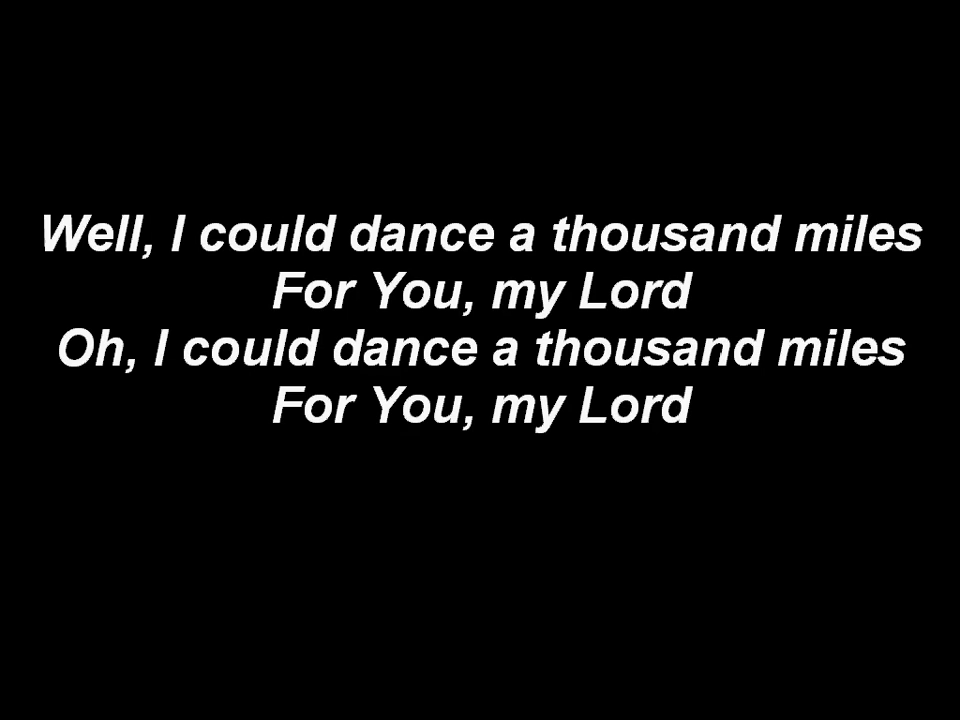 Well, I could dance a thousand miles
For You, my Lord
Oh, I could dance a thousand miles
For You, my Lord